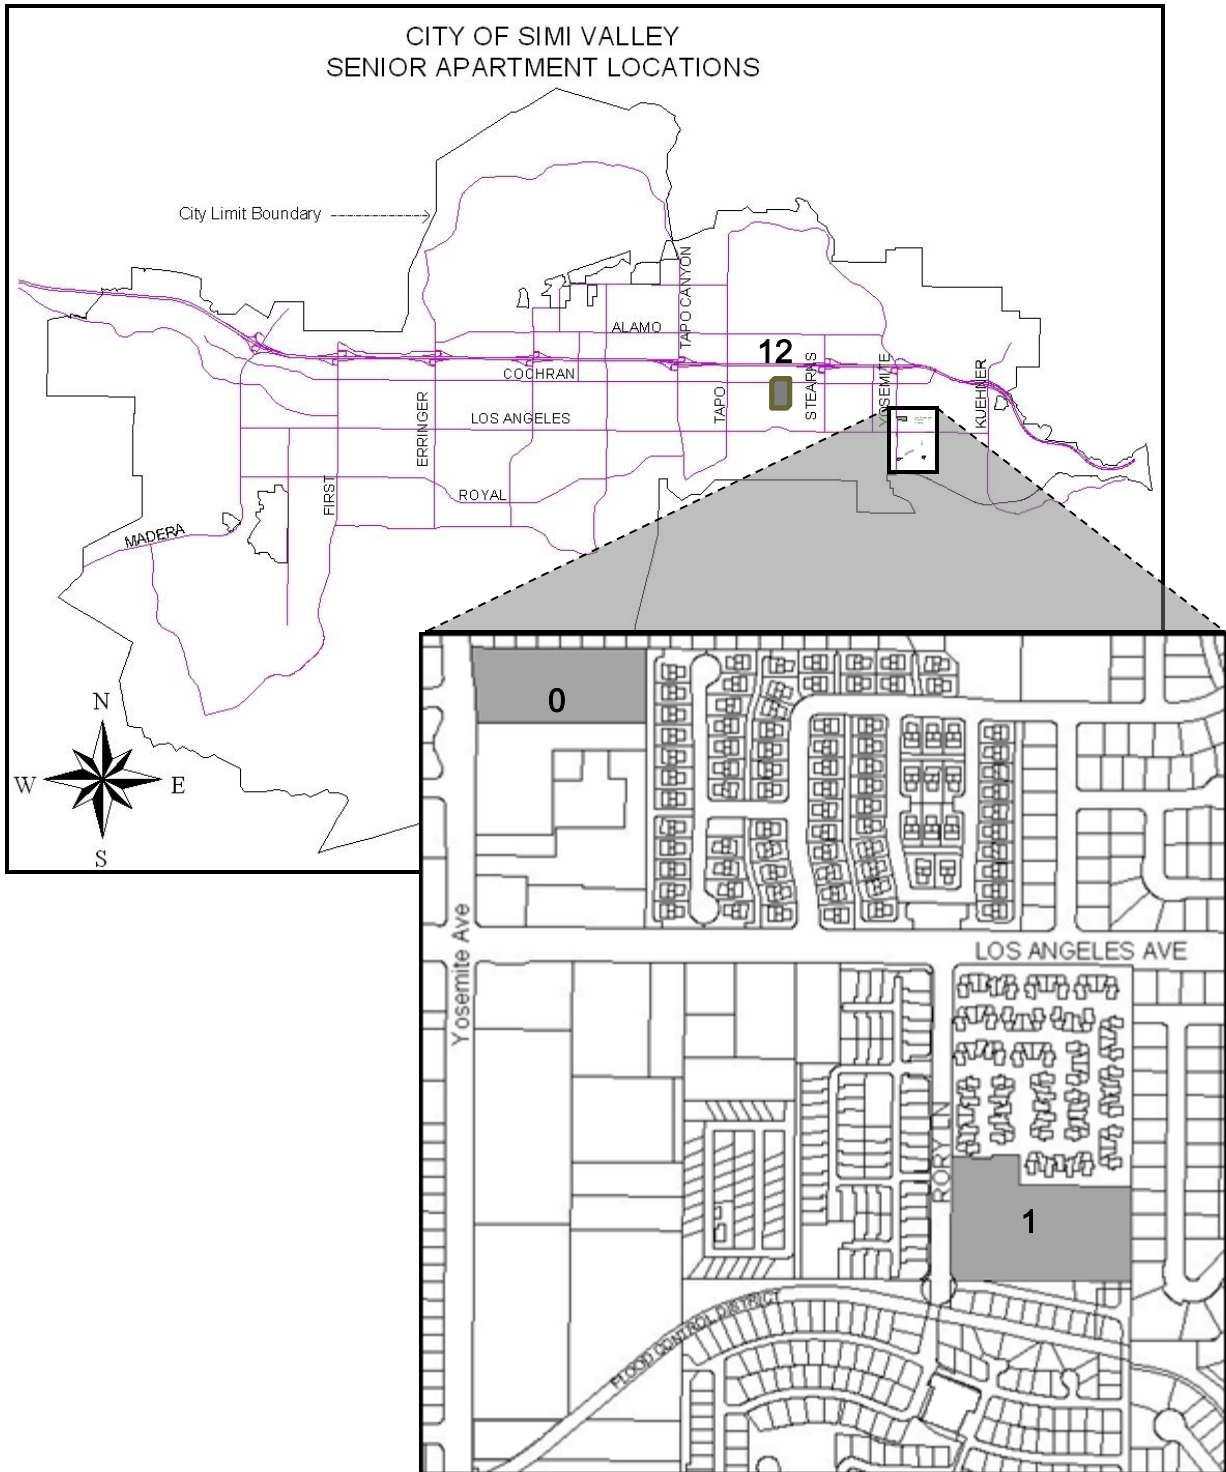 CITY OF SIMI VALLEY
SENIOR APARTMENT LOCATIONS
City Limit Boundary
TAPO CANYON
ALAMO
12
COCHRAN
STEARNS
YOSEMITE
KUEHNER
TAPO
ERRINGER
LOS ANGELES
FIRST
ROYAL
MADERA
N
W
E
S
0
Yosemite Ave
LOS ANGELES AVE
RORY LN
1
FLOOD CONTROL DISTRICT